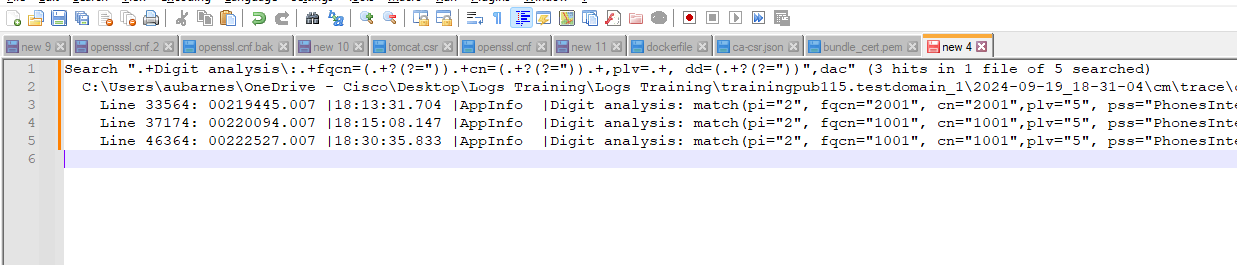 new 9 opensssl.cnf.2 openssl.cnf.bak new 10 tomcat.csr openssl.cnf new 11 dockerfile ca-csr.json bundle_cert.pem new 4
1 Search ".+Digit analysis\:.+fqcn=(.+?(?=")).+cn=(.+?(?=")).+,plv=.+, dd=(.+?(?="))",dac" (3 hits in 1 file of 5 searched)
2 C:\Users\aubarnes\OneDrive - Cisco\Desktop\Logs Training\Logs Training\trainingpub115.testdomain_1\2024-09-19_18-31-04\cm\trace\
3 Line 33564: 00219445.007 |18:13:31.704 |AppInfo |Digit analysis: match(pi="2", fqcn="2001", cn="2001",plv="5", pss="PhonesInte
4 Line 37174: 00220094.007 |18:15:08.147 |AppInfo |Digit analysis: match(pi="2", fqcn="1001", cn="1001",plv="5", pss="PhonesInte
5 Line 46364: 00222527.007 |18:30:35.833 |AppInfo |Digit analysis: match(pi="2", fqcn="1001", cn="1001",plv="5", pss="PhonesInte
6